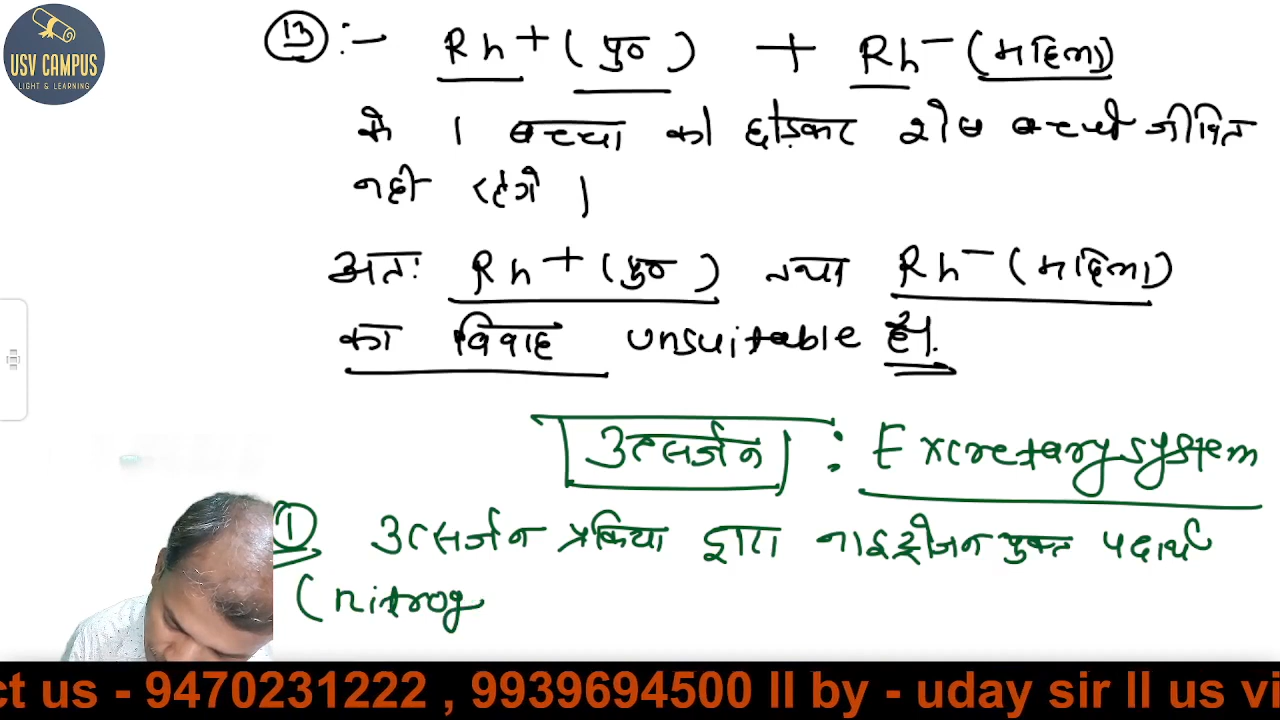 USV CAMPUS
LIGHT & LEARNING
13 :- Rh+ (पु०) + Rh- (महिला)
के 1 बच्चा को छोड़कर शेष बच्चे जीवित
नही रहेगे ।
अतः Rh+ (पु०) तथा Rh- (महिला)
का विवाह unsuitable है।
उत्सर्जन : Excretary system
1 उत्सर्जन प्रक्रिया द्वारा नाइट्रोजन युक्त पदार्थ
(nitrog
ct us - 9470231222 , 9939694500 ll by - uday sir ll us vi